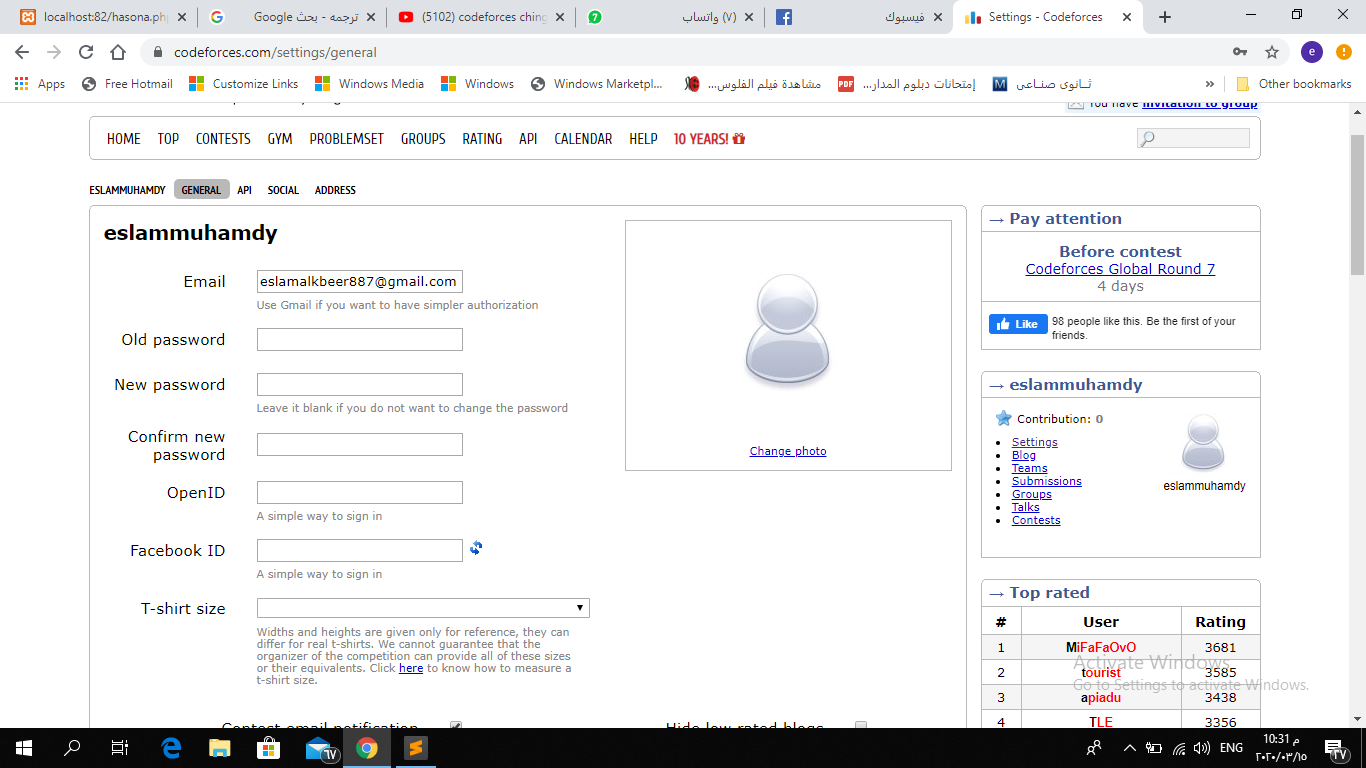 localhost:82/hasona.php
ترجمه - بحث Google
(5102) codeforces ching
(٧) واتساب
فيسبوك
Settings - Codeforces
codeforces.com/settings/general
e
Apps
Free Hotmail
Customize Links
Windows Media
Windows
Windows Marketpl...
مشاهدة فيلم الفلوس...
PDF
إمتحانات دبلوم المدار...
M
ثــانوى صنــاعى
»
Other bookmarks
You have invitation to group
HOME TOP CONTESTS GYM PROBLEMSET GROUPS RATING API CALENDAR HELP 10 YEARS!
ESLAMMUHAMDY GENERAL API SOCIAL ADDRESS
eslammuhamdy
Email
eslamalkbeer887@gmail.com
Use Gmail if you want to have simpler authorization
Old password
New password
Leave it blank if you do not want to change the password
Confirm new
password
OpenID
A simple way to sign in
Facebook ID
A simple way to sign in
T-shirt size
Widths and heights are given only for reference, they can
differ for real t-shirts. We cannot guarantee that the
organizer of the competition can provide all of these sizes
or their equivalents. Click here to know how to measure a
t-shirt size.
Contest email notification
Hide low rated blogs
Change photo
→ Pay attention
Before contest
Codeforces Global Round 7
4 days
Like
98 people like this. Be the first of your
friends.
→ eslammuhamdy
Contribution: 0
Settings
Blog
Teams
Submissions
Groups
Talks
Contests
eslammuhamdy
→ Top rated
# User Rating
1 MiFaFaOvO 3681
2 tourist 3585
3 apiadu 3438
4 TLE 3356
Activate Windows
Go to Settings to activate Windows.
ENG
10:31 م
٢٠٢٠/٠٣/١٥